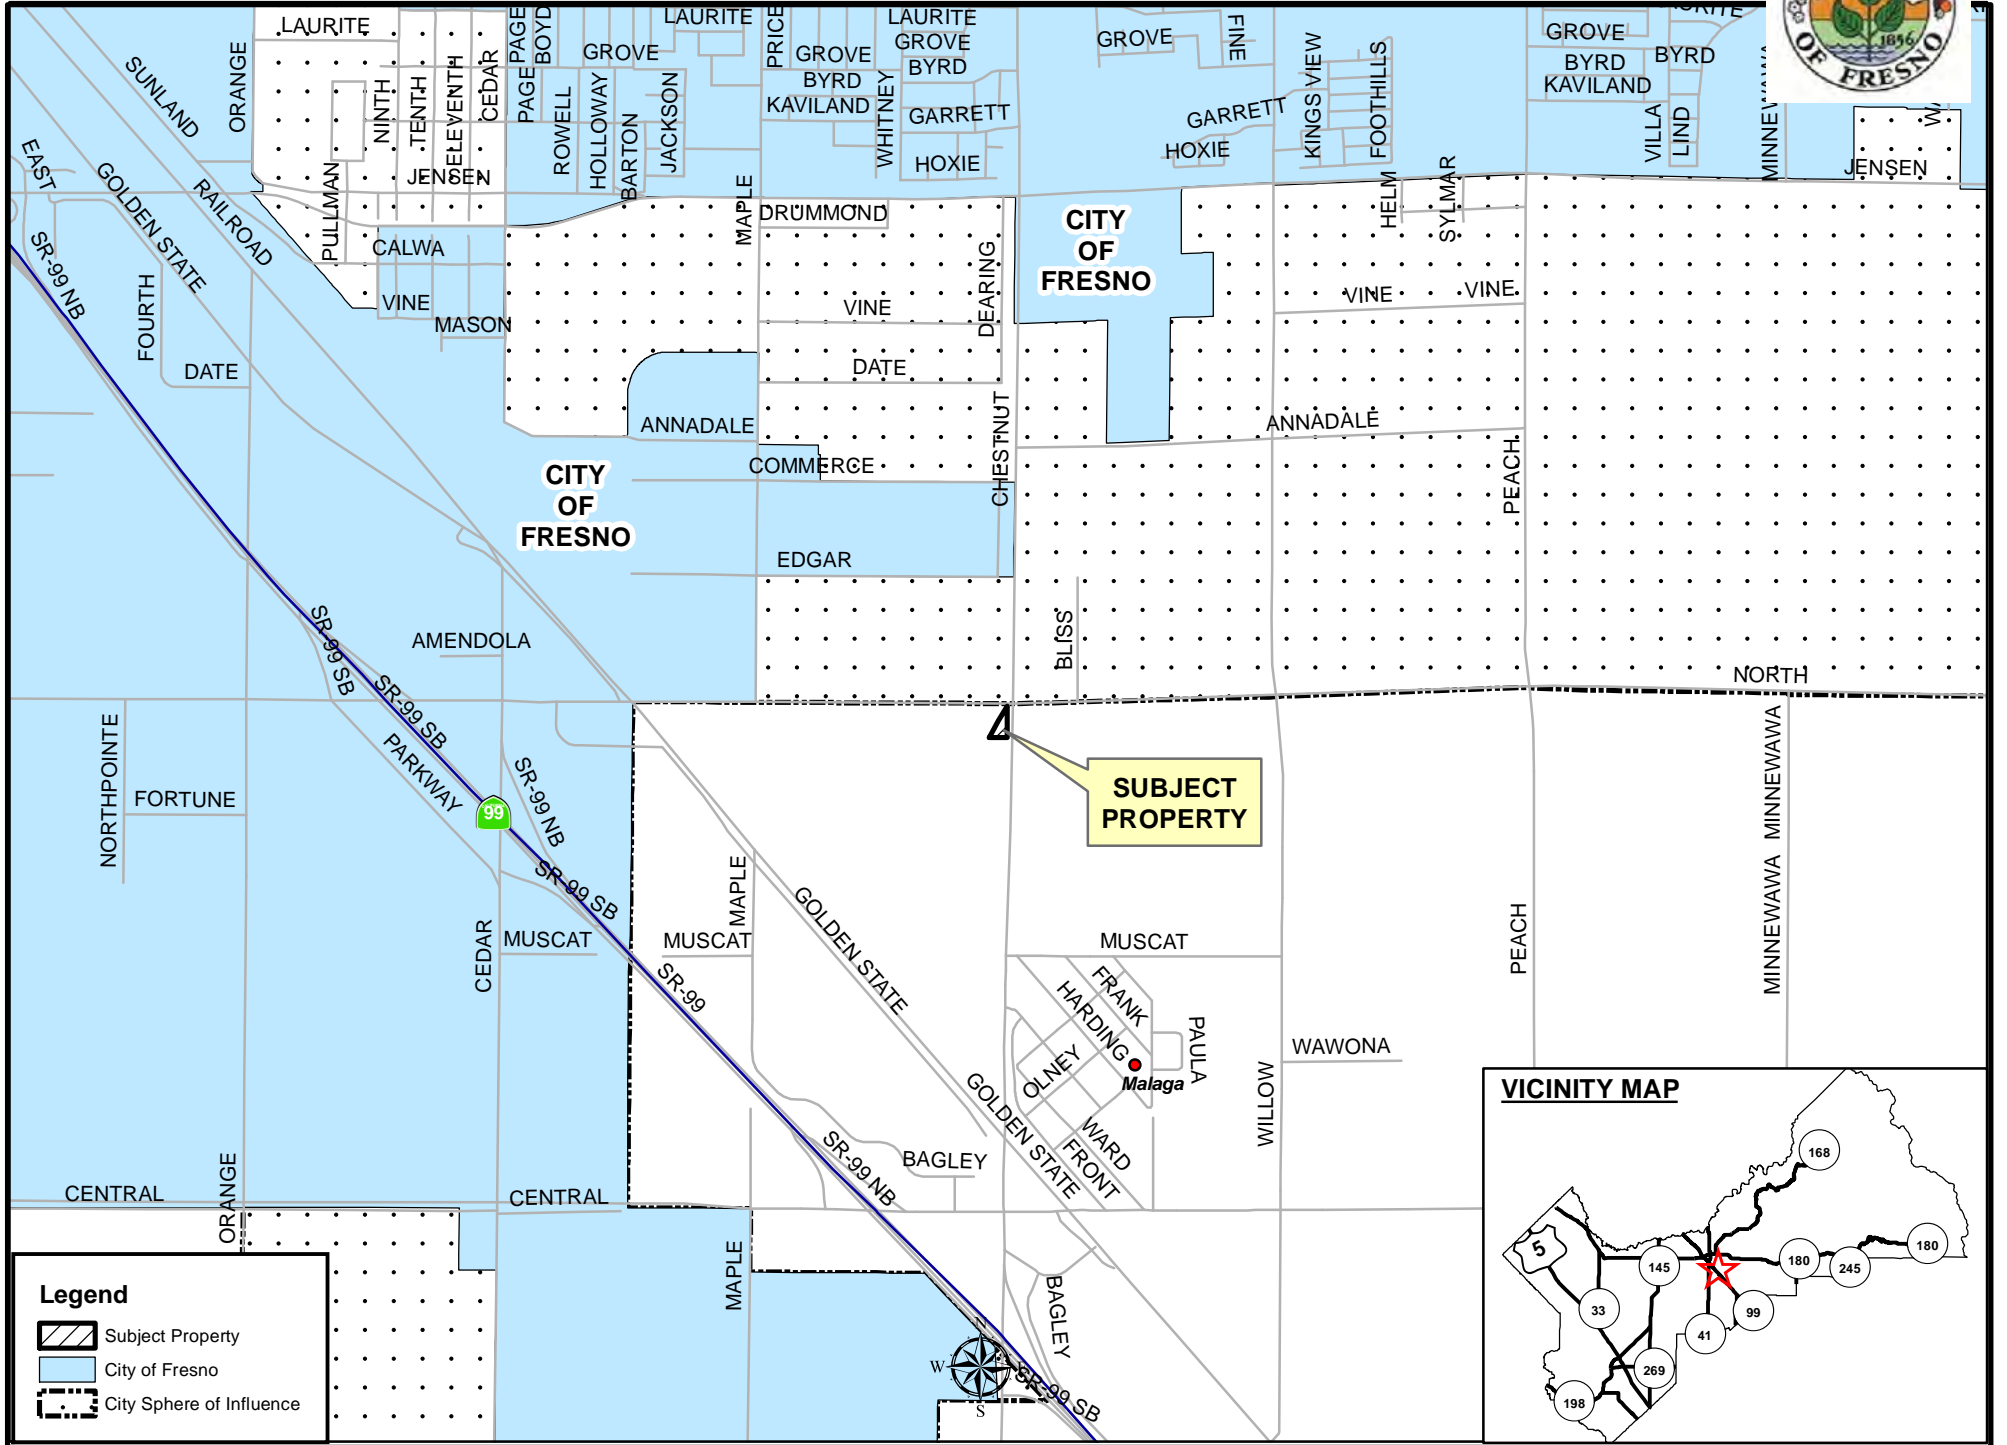 LAURITE
PAGE
BOYD
LAURITE
PRICE
LAURITE
GROVE
GROVE
GROVE
BYRD
BYRD
KAVILAND
GARRETT
HOXIE
WHITNEY
GROVE
FINE
KINGS VIEW
FOOTHILLS
GARRETT
HOXIE
GROVE
BYRD
BYRD
KAVILAND
VILLA
LIND
1856
OF FRESNO
JENSEN
SUNLAND
ORANGE
NINTH
TENTH
ELEVENTH
CEDAR
PAGE
ROWELL
HOLLOWAY
BARTON
JACKSON
EAST
GOLDEN STATE
RAILROAD
PULLMAN
JENSEN
MAPLE
DRUMMOND
DEARING
CITY
OF
FRESNO
HELM
SYLMAR
SR-99 NB
CALWA
VINE
MASON
FOURTH
DATE
VINE
DATE
VINE
VINE
ANNADALE
COMMERCE
CHESTNUT
ANNADALE
PEACH
CITY
OF
FRESNO
EDGAR
SR-99 SB
AMENDOLA
BLISS
NORTH
SR-99 SB
PARKWAY
NORTHPOINTE
FORTUNE
99
SR-99 NB
SR-99 SB
SUBJECT
PROPERTY
MAPLE
GOLDEN STATE
CEDAR
MUSCAT
MUSCAT
SR-99
MUSCAT
PEACH
MINNEWAWA
MINNEWAWA
FRANK
HARDING
PAULA
OLNEY
Malaga
WAWONA
WILLOW
GOLDEN STATE
WARD
FRONT
SR-99 NB
BAGLEY
CENTRAL
ORANGE
CENTRAL
MAPLE
BAGLEY
SR-99 SB
N
W
S
Legend
Subject Property
City of Fresno
City Sphere of Influence
VICINITY MAP
168
5
145
180
245
180
33
99
41
269
198